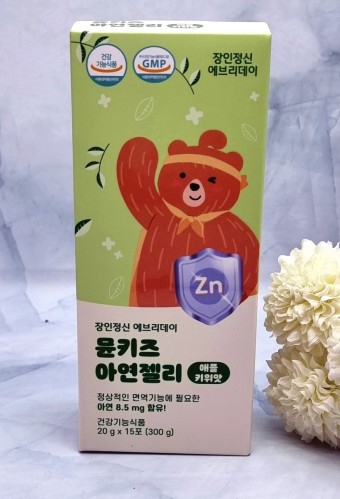 건강
기능식품
GMP
장인정신
에브리데이
Zn
장인정신 에브리데이
뮨키즈
아연젤리
애플
키위맛
정상적인 면역기능에 필요한
아연 8.5 mg 함유!
건강기능식품
20 g x 15포 (300 g)